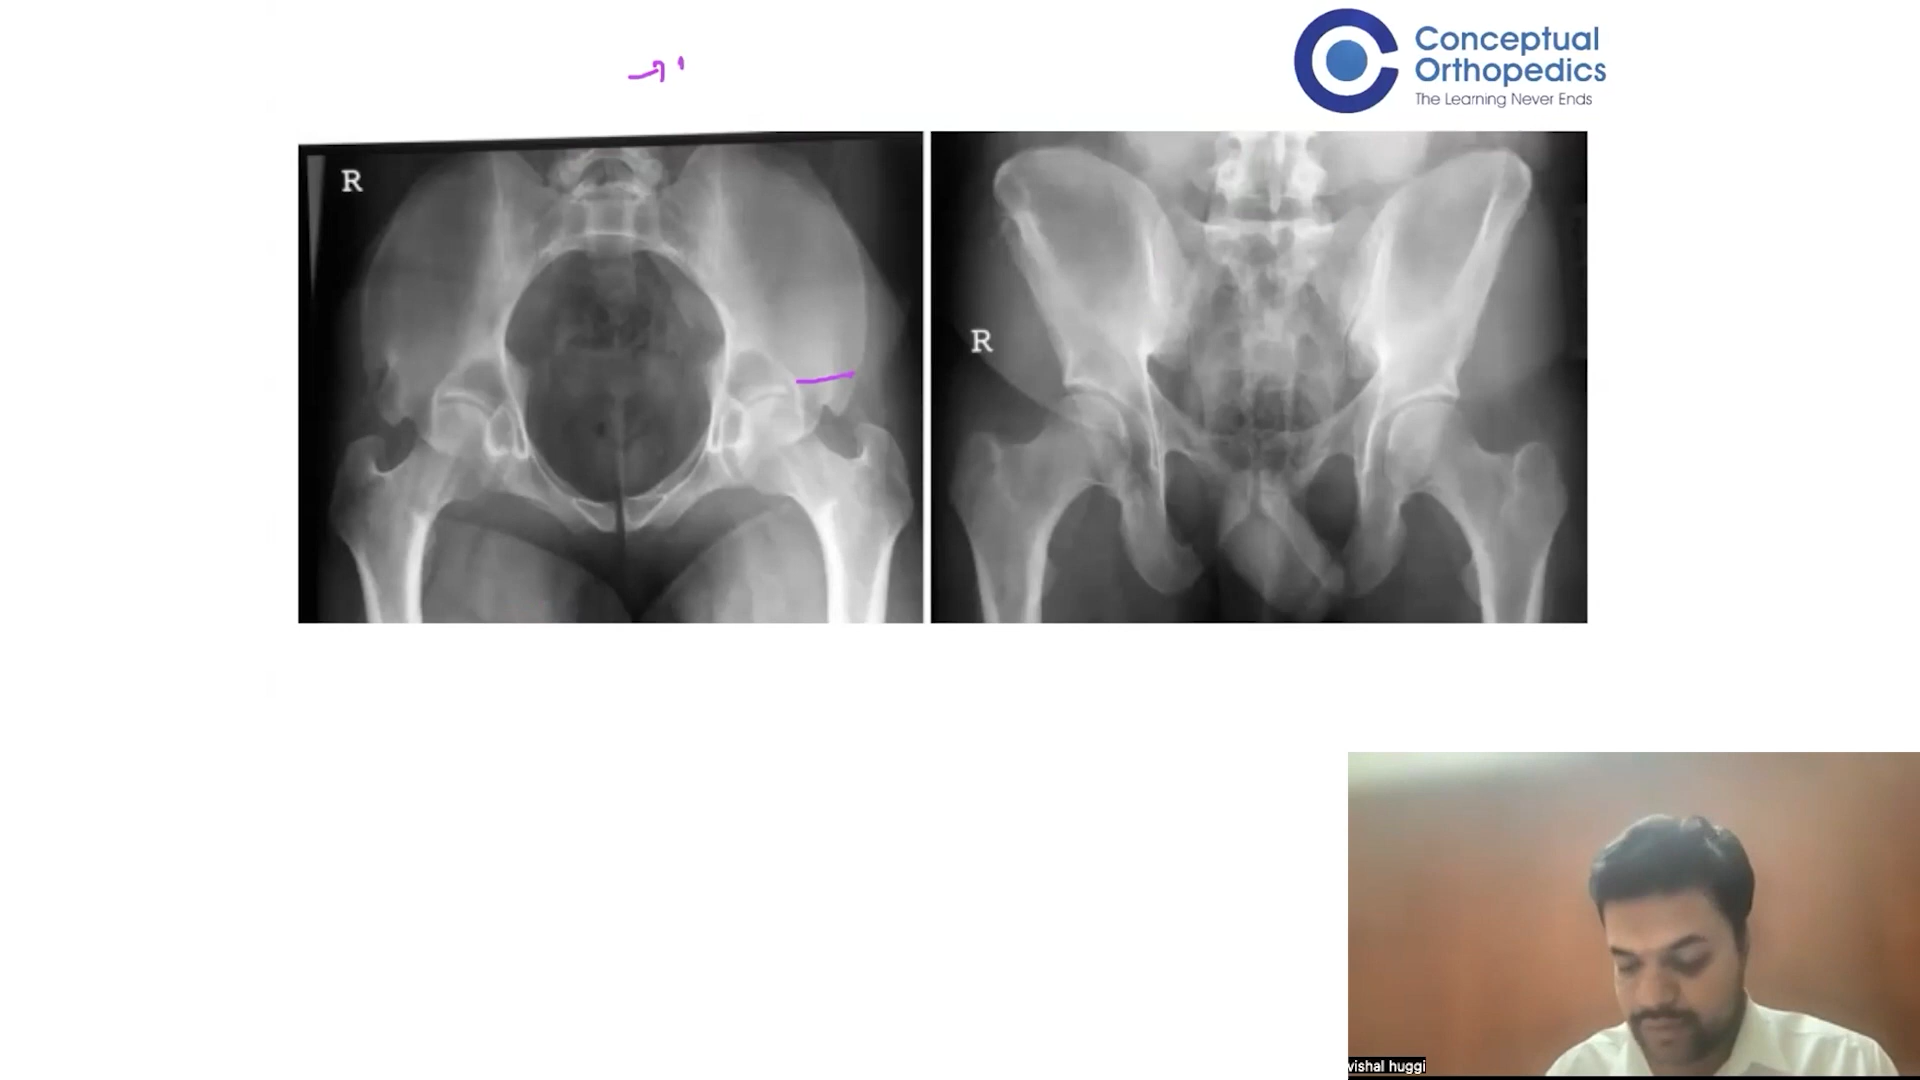 Conceptual
Orthopedics
The Learning Never Ends
R
R
vishal huggi